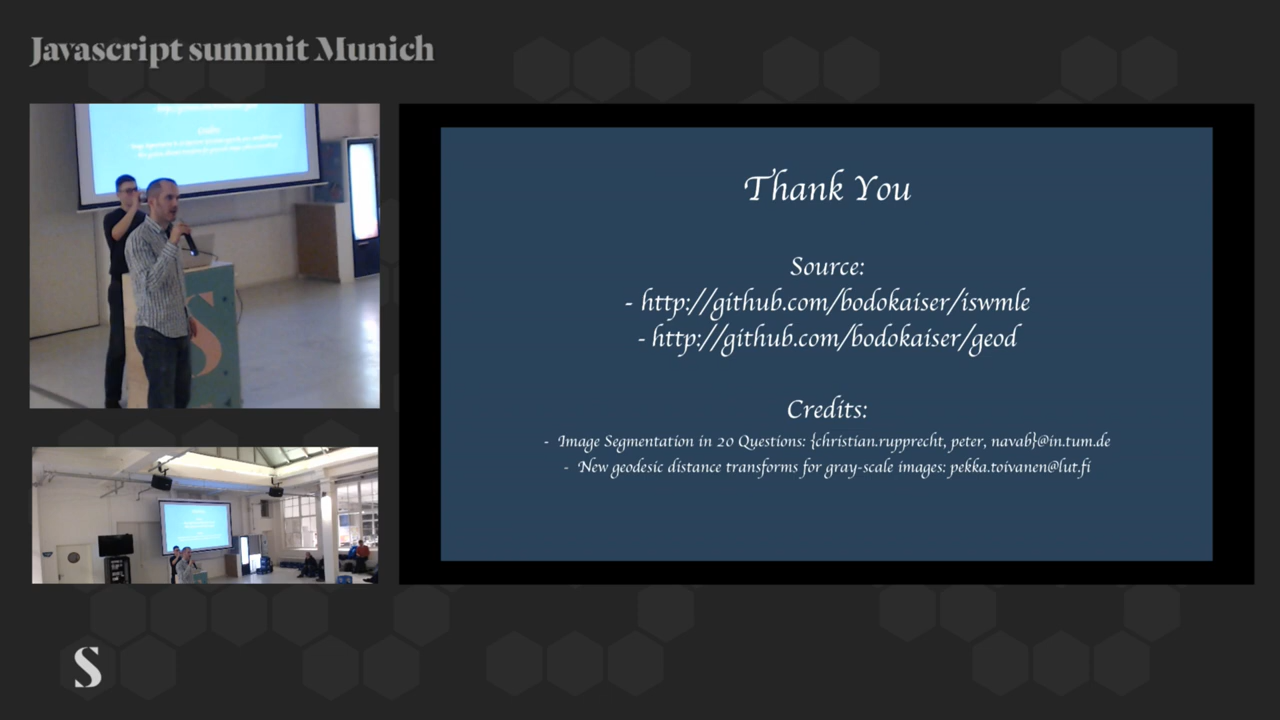 Javascript summit Munich
Thank You
Source:
- http://github.com/bodokaiser/iswmle
- http://github.com/bodokaiser/geod
Credits:
- Image Segmentation in 20 Questions: {christian.rupprecht, peter, navab}@in.tum.de
- New geodesic distance transforms for gray-scale images: pekka.toivanen@lut.fi
S
S